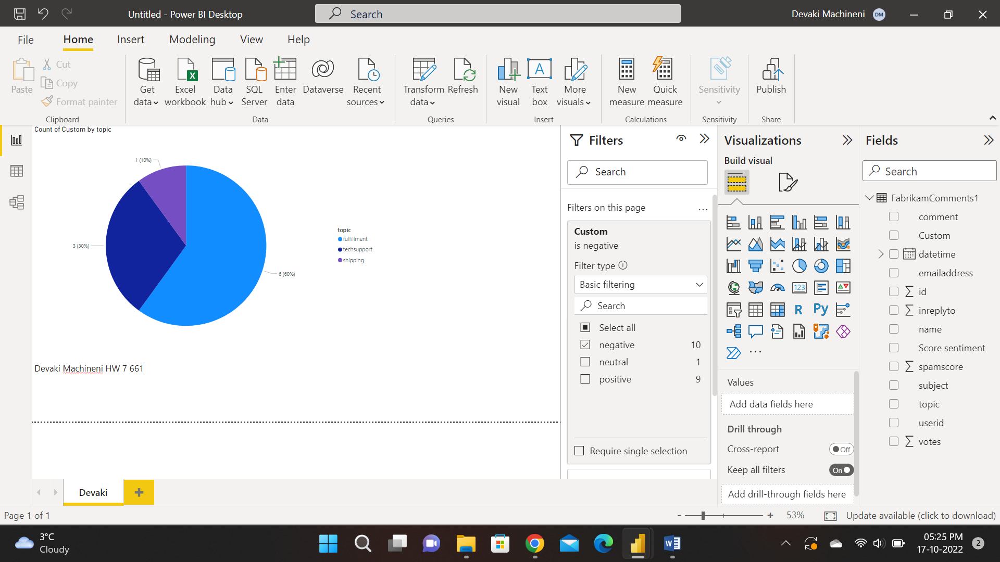 Untitled - Power BI Desktop
Search
Devaki Machineni
DM
File
Home
Insert
Modeling
View
Help
Paste
Cut
Copy
Format painter
Clipboard
Get data
Excel workbook
Data hub
SQL Server
Enter data
Dataverse
Recent sources
Data
Transform data
Refresh
Queries
New visual
Text box
More visuals
Insert
New measure
Quick measure
Calculations
Sensitivity
Sensitivity
Publish
Share
Count of Custom by topic
1 (10%)
3 (30%)
6 (60%)
topic
fulfillment
techsupport
shipping
Devaki Machineni HW 7 661
Filters
Search
Filters on this page
...
Custom
is negative
Filter type
Basic filtering
Search
Select all
negative 10
neutral 1
positive 9
Require single selection
Visualizations
Build visual
123
R
Py
...
Values
Add data fields here
Drill through
Cross-report
Off
Keep all filters
On
Add drill-through fields here
Fields
Search
FabrikamComments1
comment
Custom
datetime
emailaddress
id
inreplyto
name
Score sentiment
spamscore
subject
topic
userid
votes
Devaki
+
Page 1 of 1
- + 53%
Update available (click to download)
3°C
Cloudy
05:25 PM
17-10-2022
2